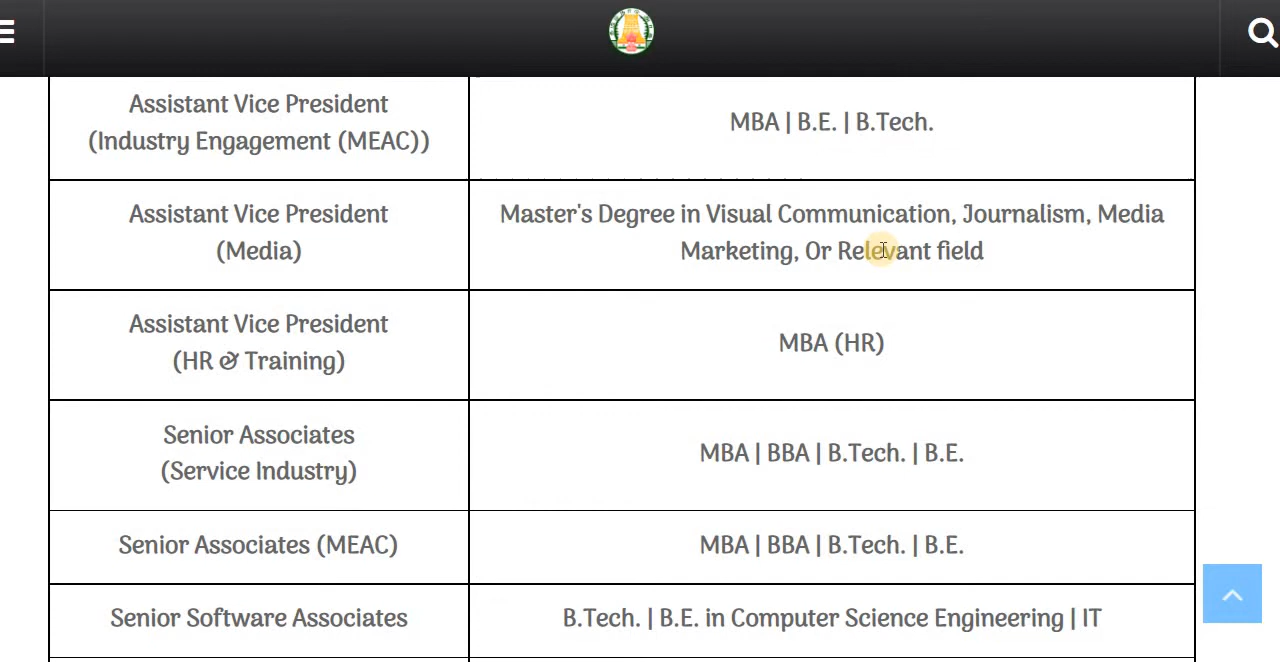 Assistant Vice President
(Industry Engagement (MEAC))
MBA | B.E. | B.Tech.
Assistant Vice President
(Media)
Master's Degree in Visual Communication, Journalism, Media
Marketing, Or Relevant field
Assistant Vice President
(HR & Training)
MBA (HR)
Senior Associates
(Service Industry)
MBA | BBA | B.Tech. | B.E.
Senior Associates (MEAC)
MBA | BBA | B.Tech. | B.E.
Senior Software Associates
B.Tech. | B.E. in Computer Science Engineering | IT